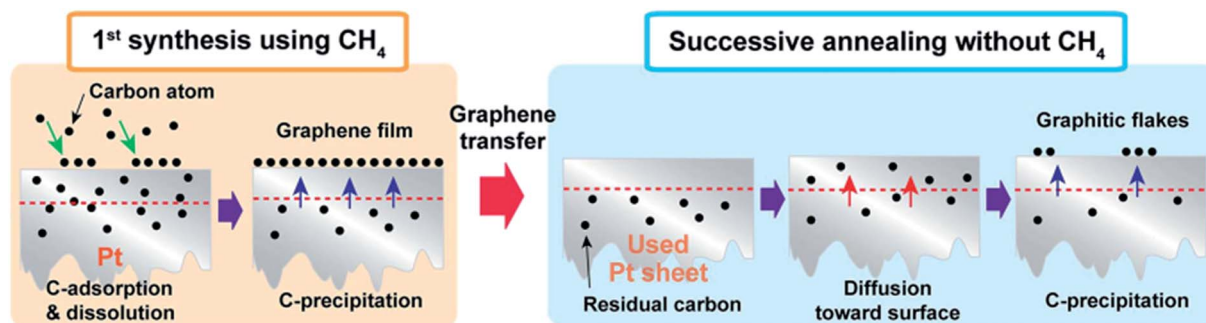 1st synthesis using CH4
Carbon atom
Graphene film
Pt
C-adsorption
& dissolution
C-precipitation
Graphene
transfer
Successive annealing without CH4
Graphitic flakes
Used
Pt sheet
Residual carbon
Diffusion
toward surface
C-precipitation